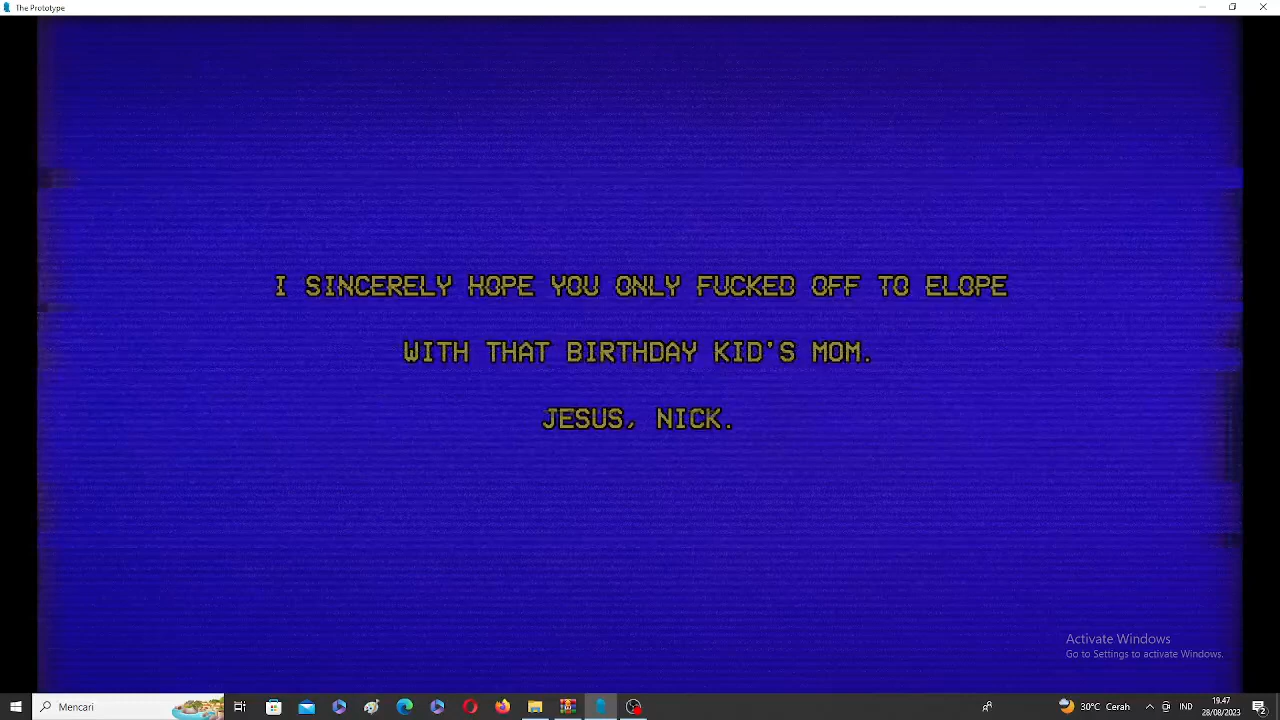 The Prototype
I SINCERELY HOPE YOU ONLY FUCKED OFF TO ELOPE
WITH THAT BIRTHDAY KID'S MOM.
JESUS, NICK.
Activate Windows
Go to Settings to activate Windows.
Mencari
30°C Cerah
IND
19.47
28/08/2023